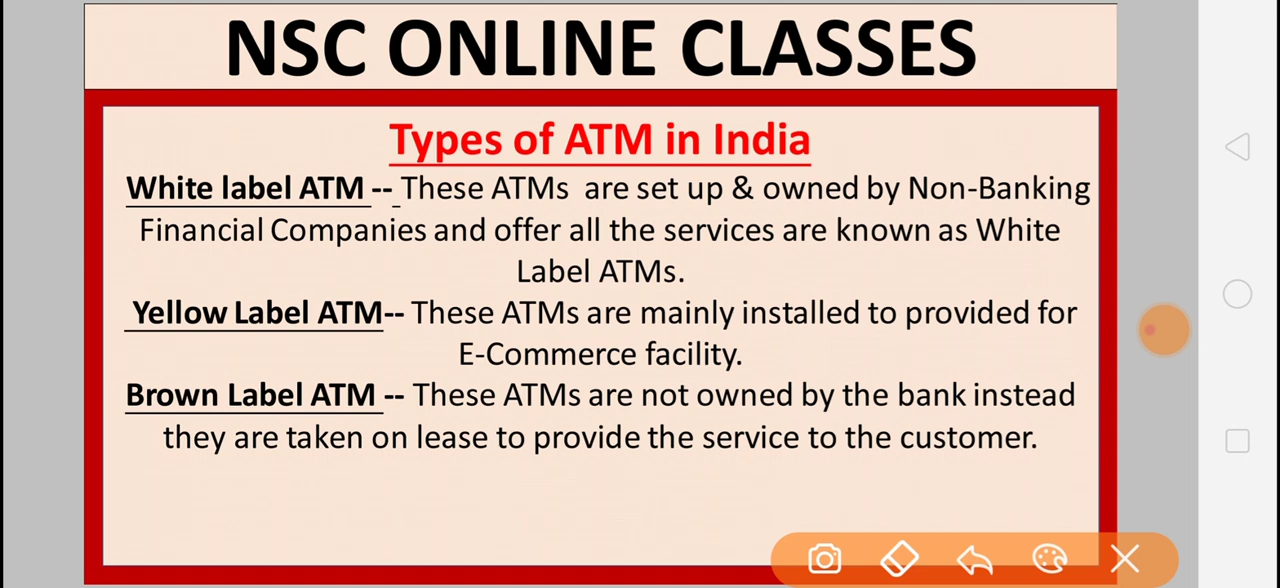 NSC ONLINE CLASSES
Types of ATM in India
White label ATM -- These ATMs are set up & owned by Non-Banking
Financial Companies and offer all the services are known as White
Label ATMs.
Yellow Label ATM-- These ATMs are mainly installed to provided for
E-Commerce facility.
Brown Label ATM -- These ATMs are not owned by the bank instead
they are taken on lease to provide the service to the customer.